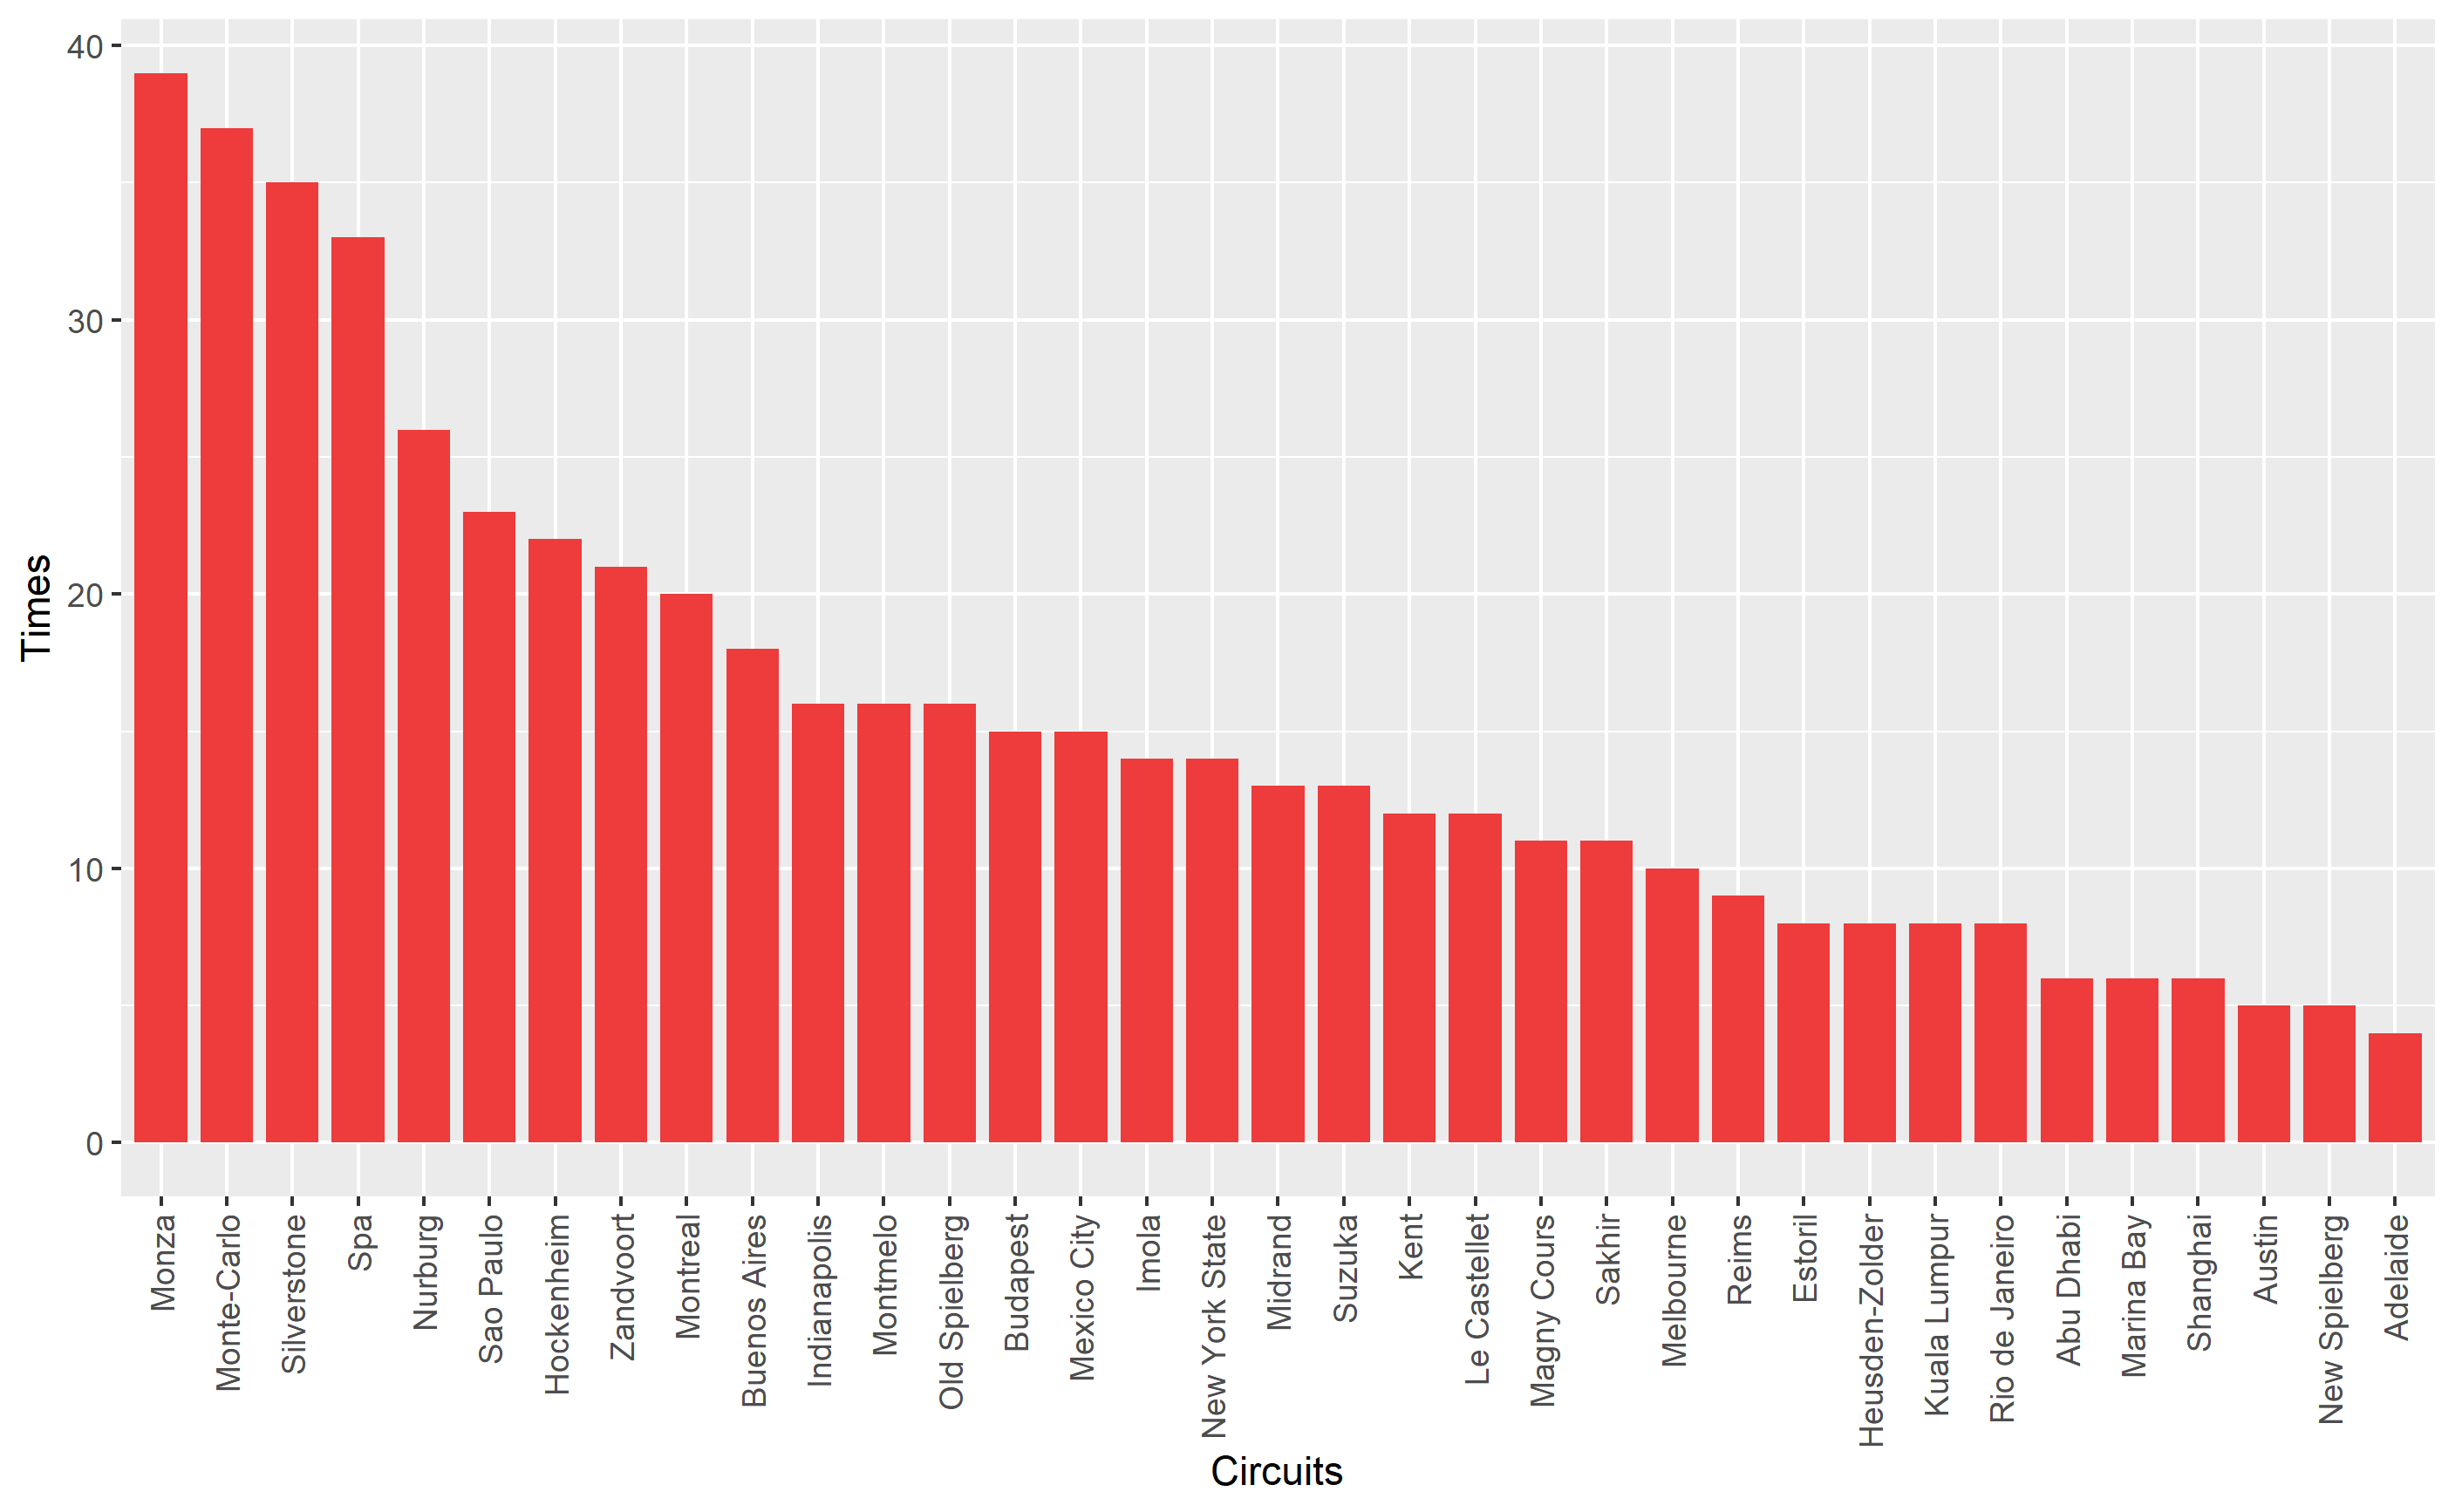 40
30
20
10
0
Times
Monza
Monte-Carlo
Silverstone
Spa
Nurburg
Sao Paulo
Hockenheim
Zandvoort
Montreal
Buenos Aires
Indianapolis
Montmelo
Old Spielberg
Budapest
Mexico City
Imola
New York State
Midrand
Suzuka
Kent
Le Castellet
Magny Cours
Sakhir
Melbourne
Reims
Estoril
Heusden-Zolder
Kuala Lumpur
Rio de Janeiro
Abu Dhabi
Marina Bay
Shanghai
Austin
New Spielberg
Adelaide
Circuits